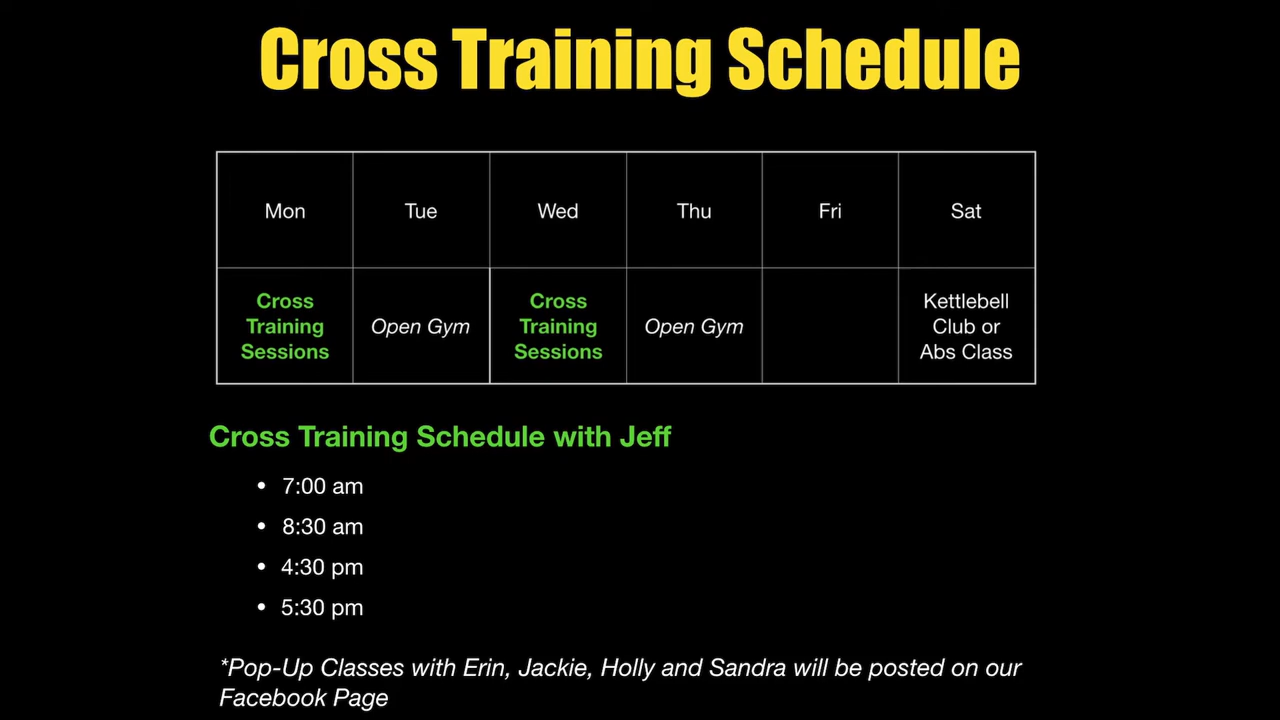 Cross Training Schedule
Mon Tue Wed Thu Fri Sat
Cross Training Sessions
Open Gym
Cross Training Sessions
Open Gym
Kettlebell Club or Abs Class
Cross Training Schedule with Jeff
• 7:00 am
• 8:30 am
• 4:30 pm
• 5:30 pm
*Pop-Up Classes with Erin, Jackie, Holly and Sandra will be posted on our
Facebook Page